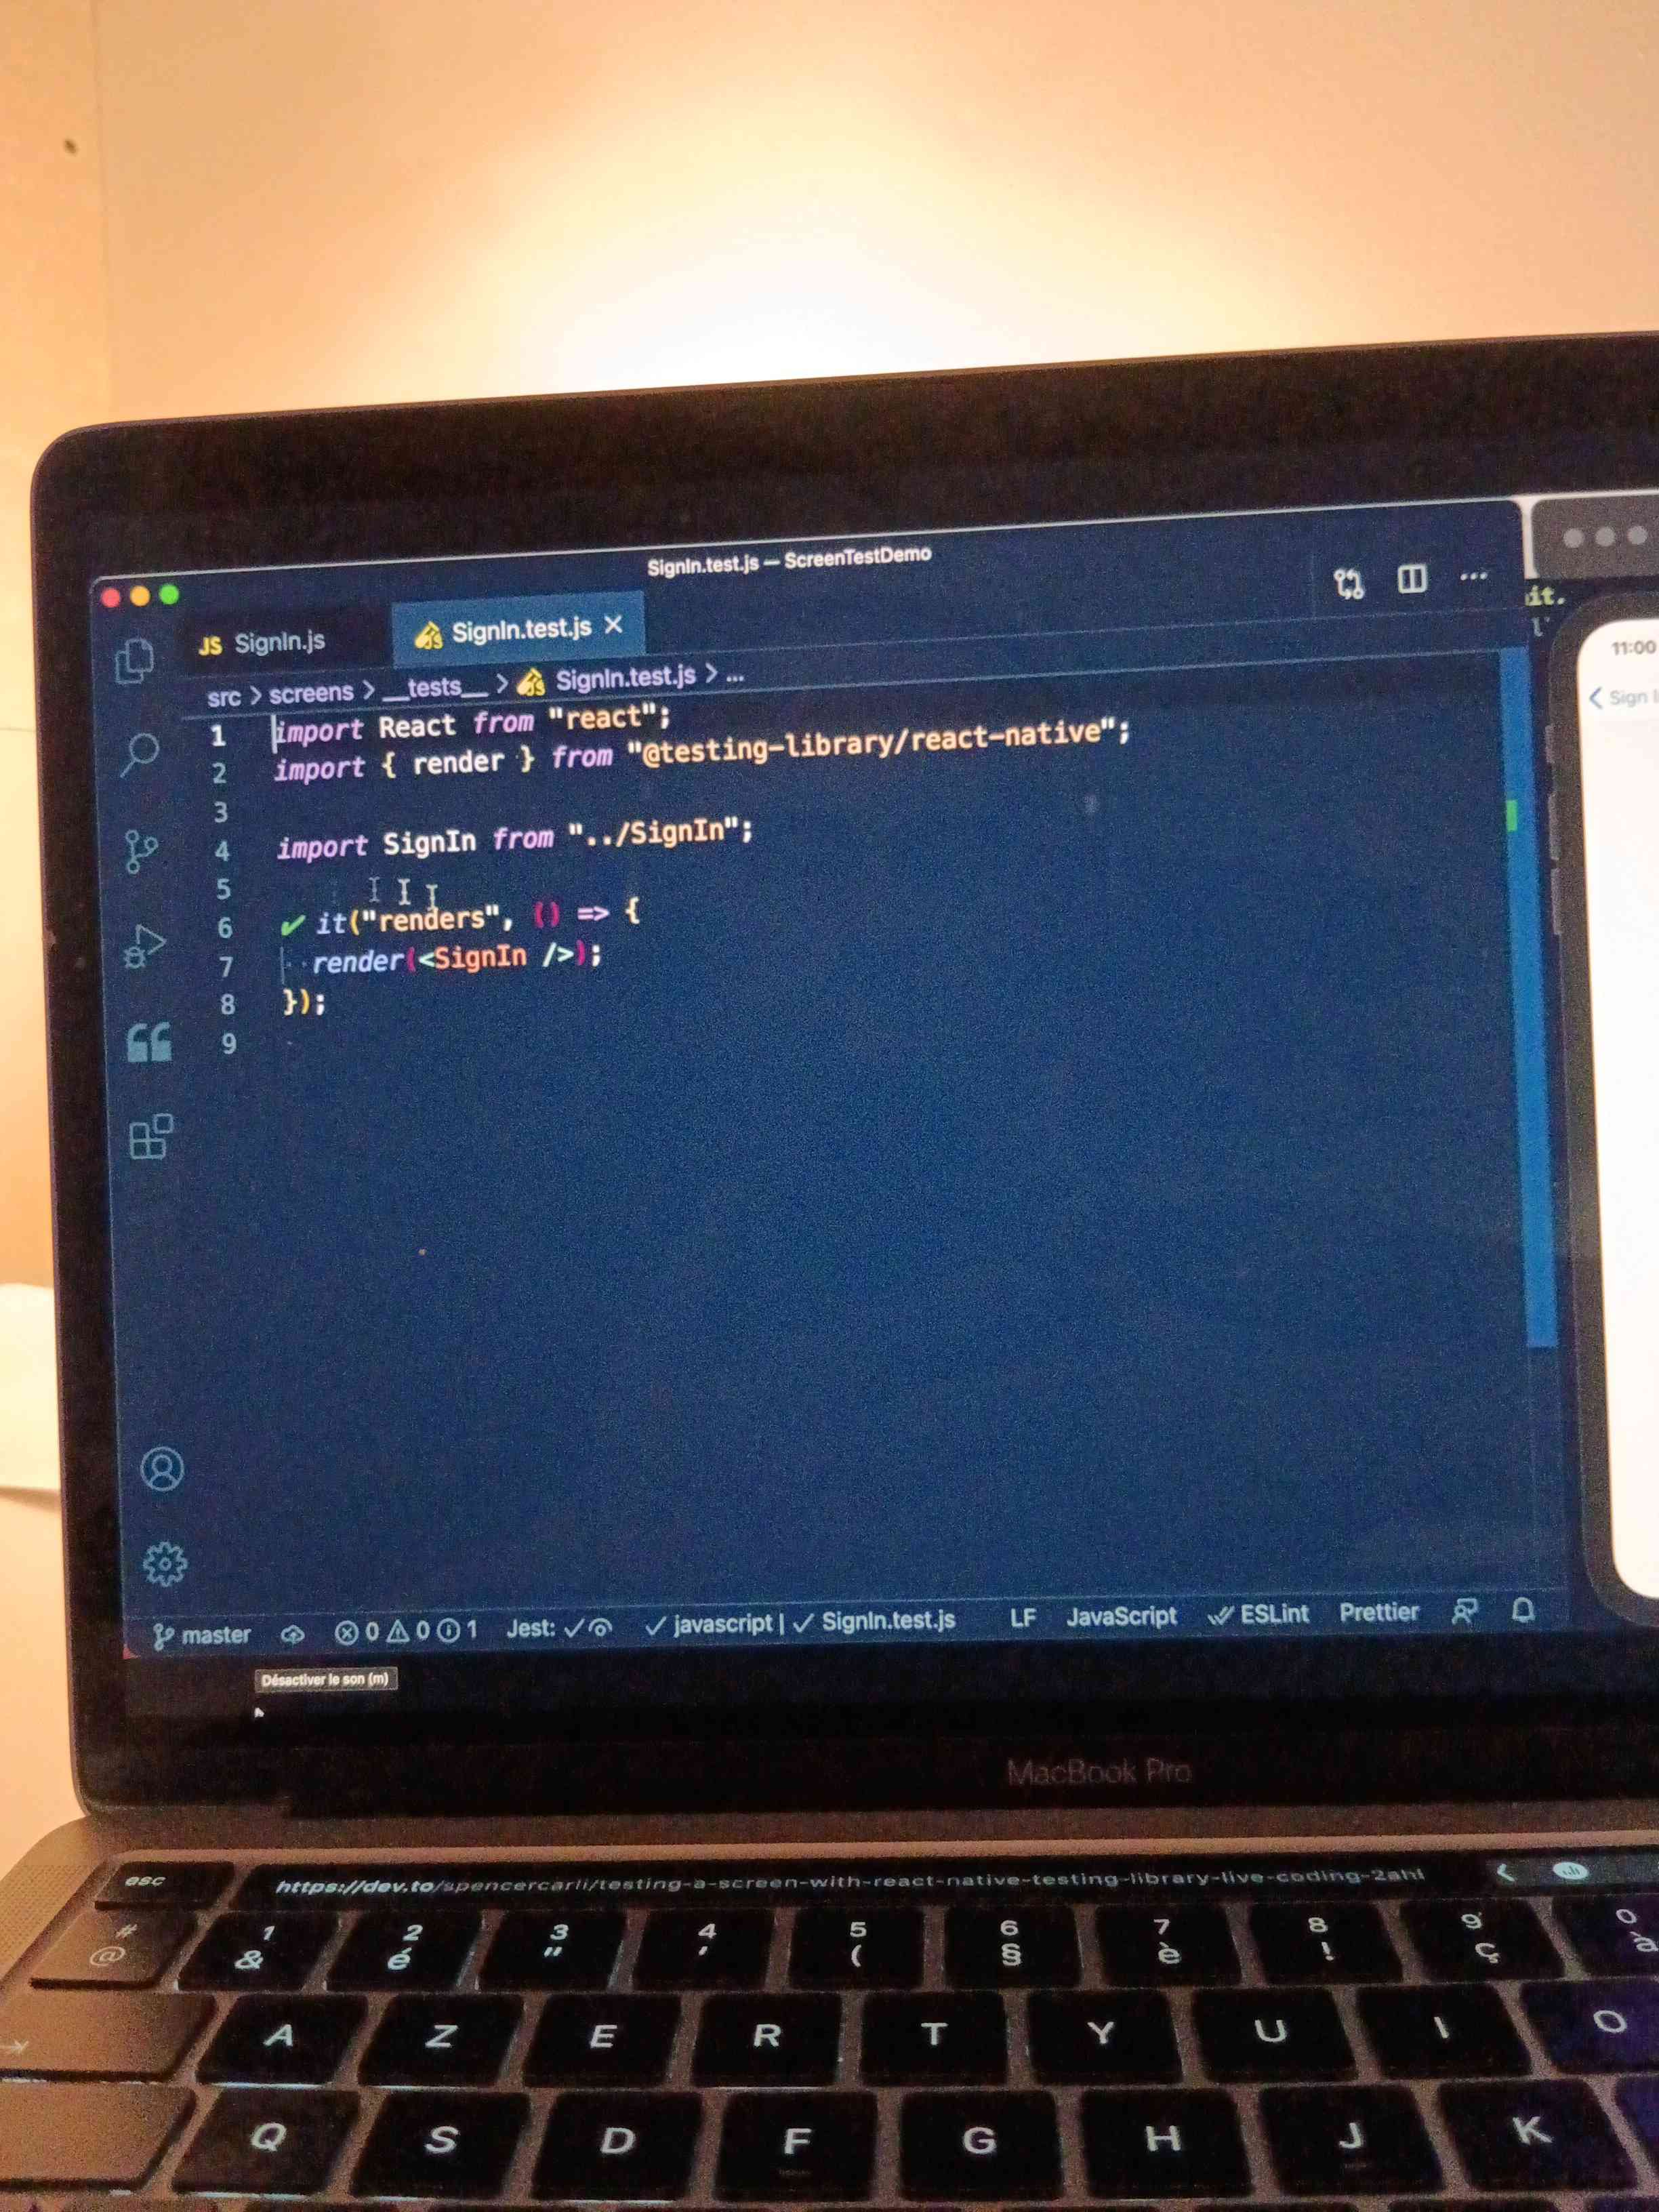 SignIn.test.js — ScreenTestDemo
it.
JS SignIn.js
SignIn.test.js ×
11:00
src > screens > __tests__ > SignIn.test.js > ...
Sign I
1 import React from "react";
2 import { render } from "@testing-library/react-native";
3
4 import SignIn from "../SignIn";
5
6 it("renders", () => {
7 render(<SignIn />);
8 });
9
master 0 0 1 Jest: ✓ ✓ javascript | ✓ SignIn.test.js LF JavaScript ESLint Prettier
Désactiver le son (m)
MacBook Pro
esc https://dev.to/spencercarli/testing-a-screen-with-react-native-testing-library-live-coding-2ahl
# 1 2 3 4 5 6 7 8 9 0
@ & é " ' ( § è ! ç à
A Z E R T Y U I O
Q S D F G H J K